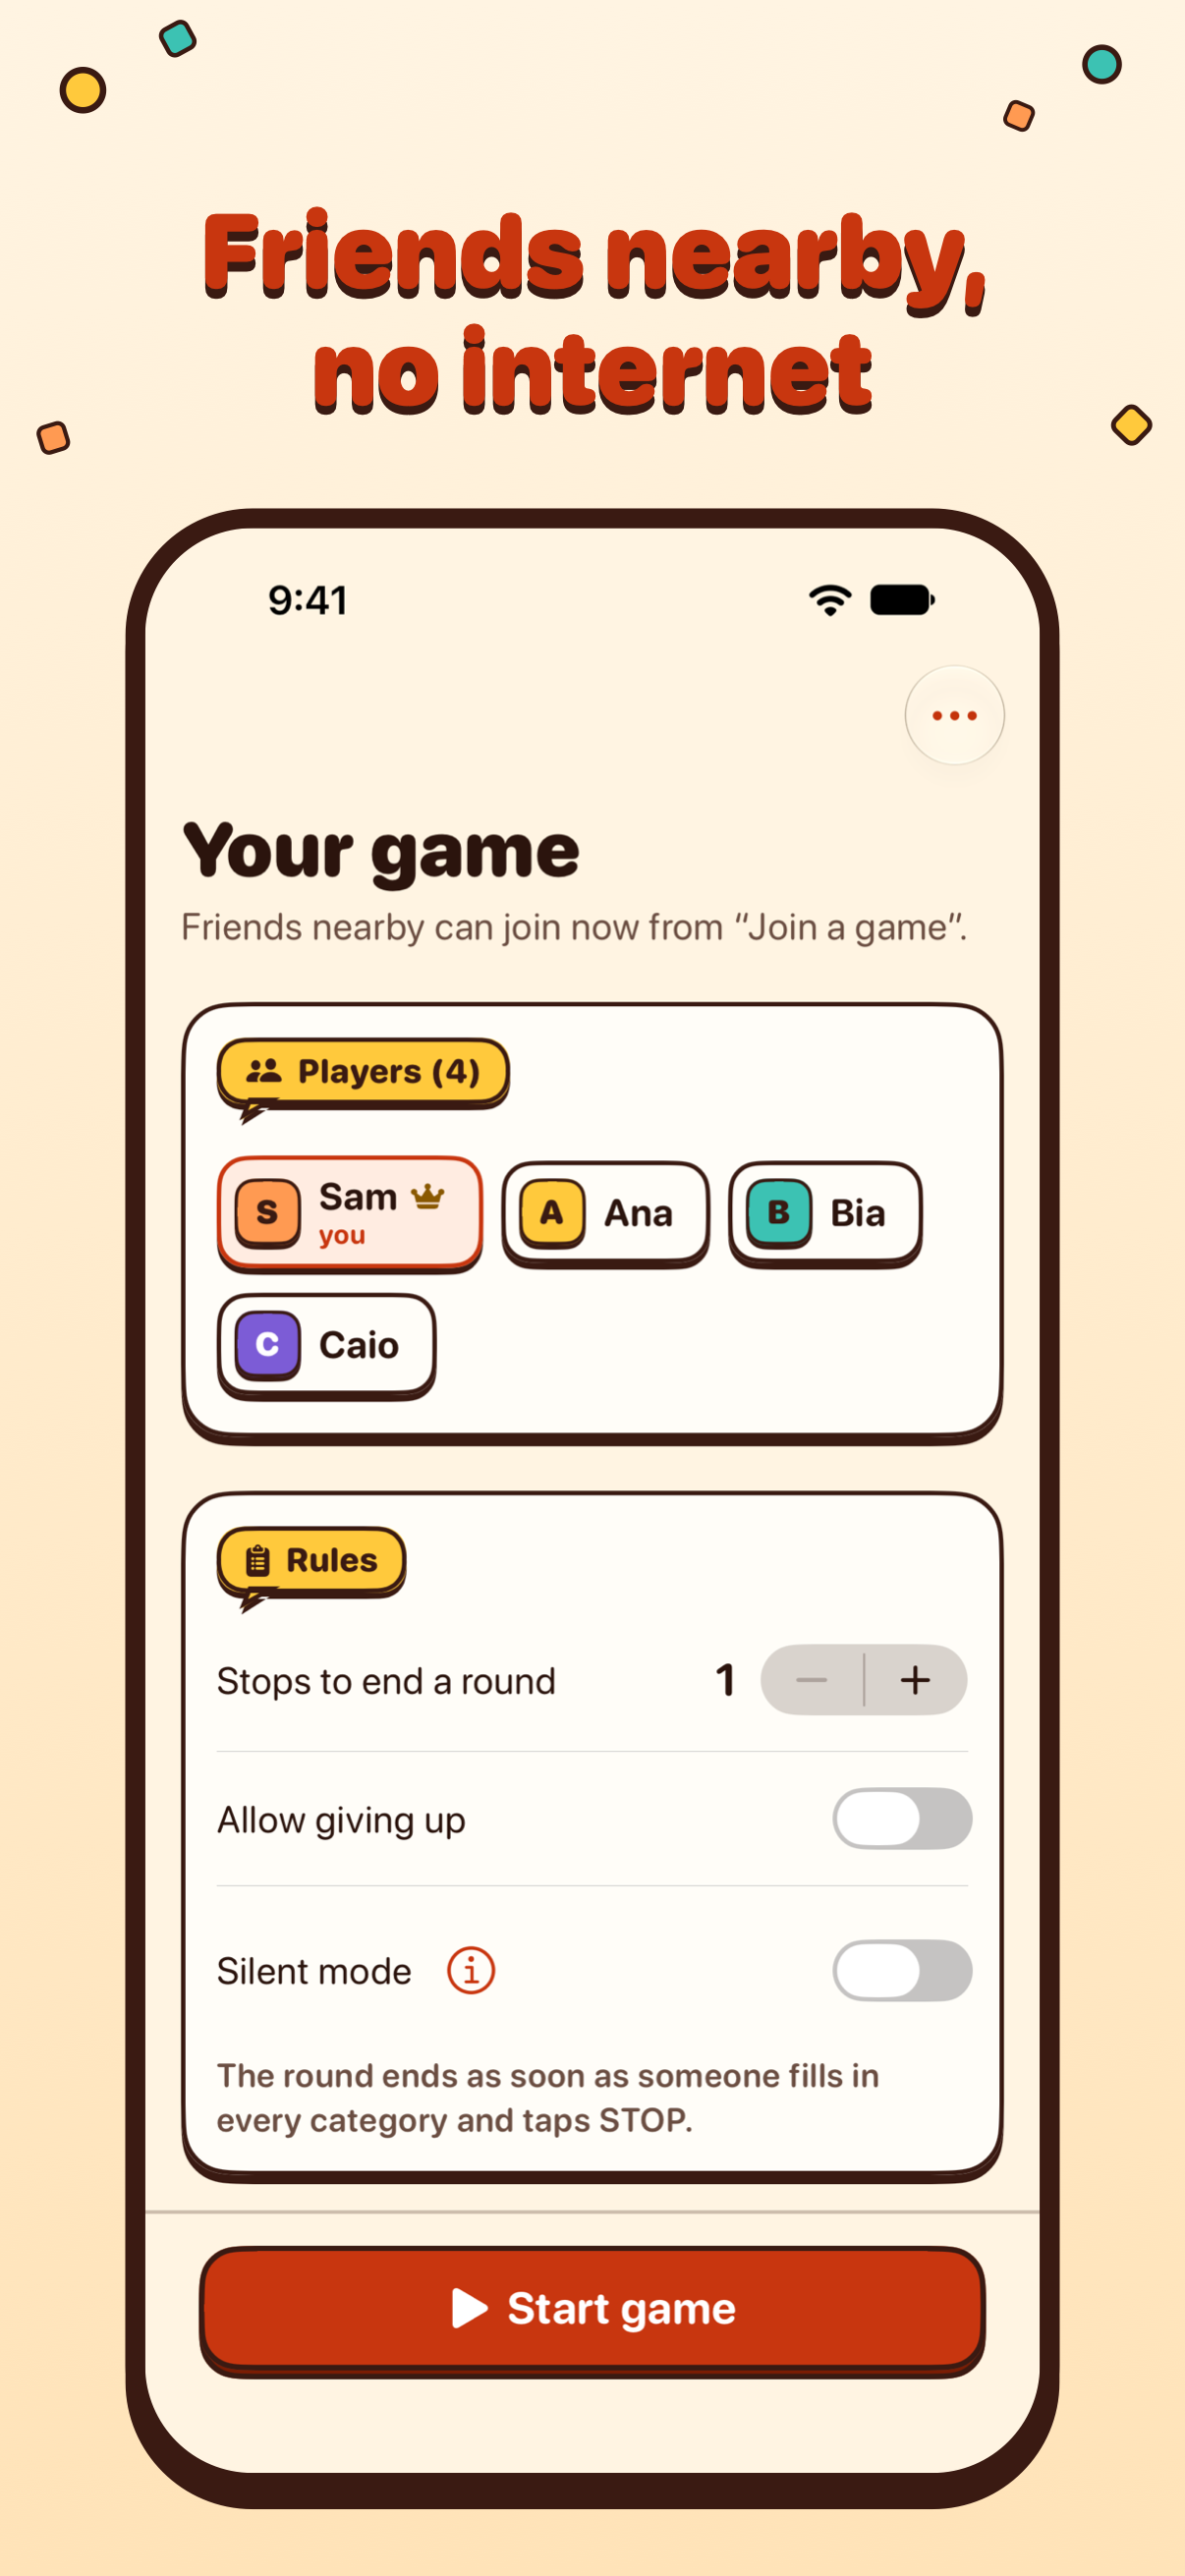 Friends nearby,
no internet
9:41
Your game
Friends nearby can join now from “Join a game”.
Players (4)
S Sam
you
A Ana
B Bia
C Caio
Rules
Stops to end a round 1 − +
Allow giving up
Silent mode i
The round ends as soon as someone fills in
every category and taps STOP.
Start game